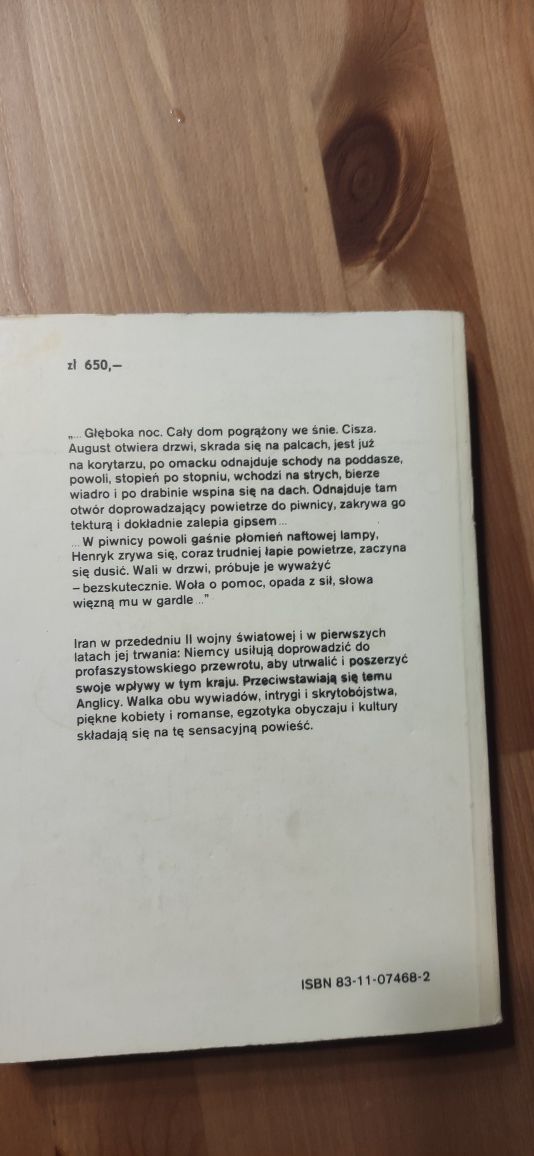 zł 650,—
„... Głęboka noc. Cały dom pogrążony we śnie. Cisza.
August otwiera drzwi, skrada się na palcach, jest już
na korytarzu, po omacku odnajduje schody na poddasze,
powoli, stopień po stopniu, wchodzi na strych, bierze
wiadro i po drabinie wspina się na dach. Odnajduje tam
otwór doprowadzający powietrze do piwnicy, zakrywa go
tekturą i dokładnie zalepia gipsem...
... W piwnicy powoli gaśnie płomień naftowej lampy,
Henryk zrywa się, coraz trudniej łapie powietrze, zaczyna
się dusić. Wali w drzwi, próbuje je wyważyć
– bezskutecznie. Woła o pomoc, opada z sił, słowa
więzną mu w gardle ..."
Iran w przededniu II wojny światowej i w pierwszych
latach jej trwania: Niemcy usiłują doprowadzić do
profaszystowskiego przewrotu, aby utrwalić i poszerzyć
swoje wpływy w tym kraju. Przeciwstawiają się temu
Anglicy. Walka obu wywiadów, intrygi i skrytobójstwa,
piękne kobiety i romanse, egzotyka obyczaju i kultury
składają się na tę sensacyjną powieść.
ISBN 83-11-07468-2